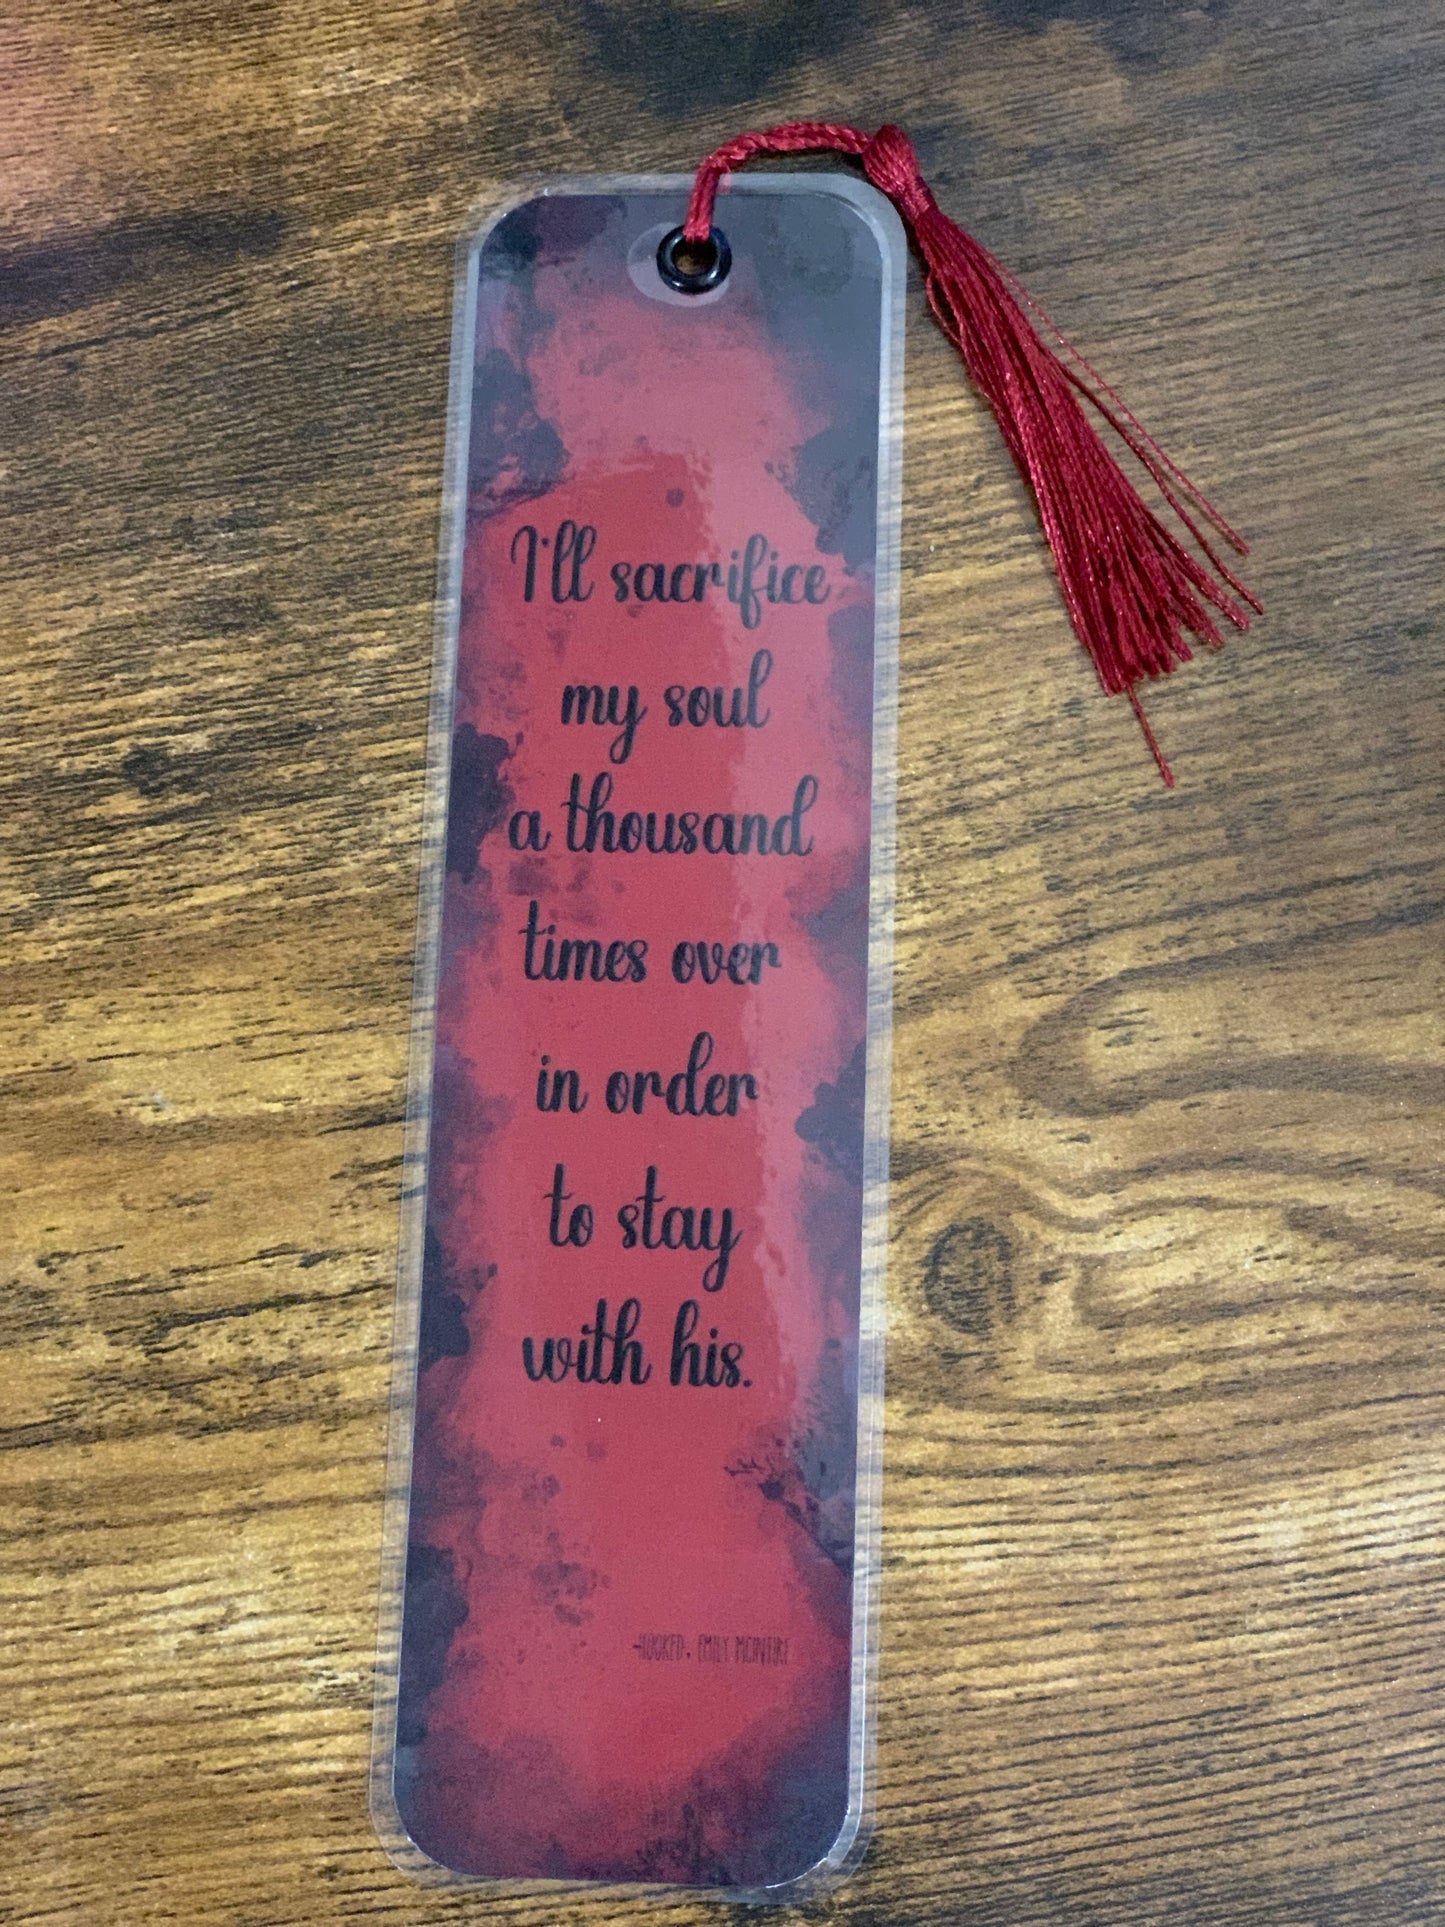 I'll sacrifice
my soul
a thousand
times over
in order
to stay
with his.
-HOOKED, EMILY MCINTIRE